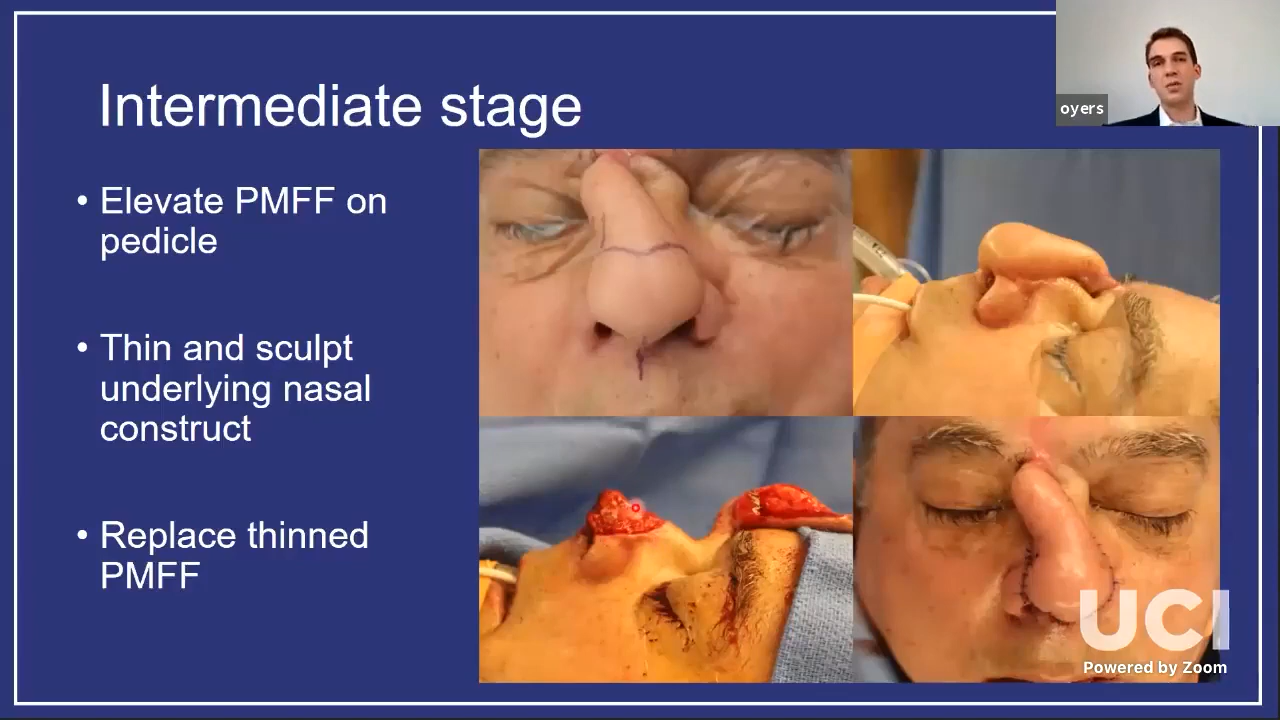 Intermediate stage
oyers
• Elevate PMFF on
pedicle
• Thin and sculpt
underlying nasal
construct
• Replace thinned
PMFF
UCI
Powered by Zoom